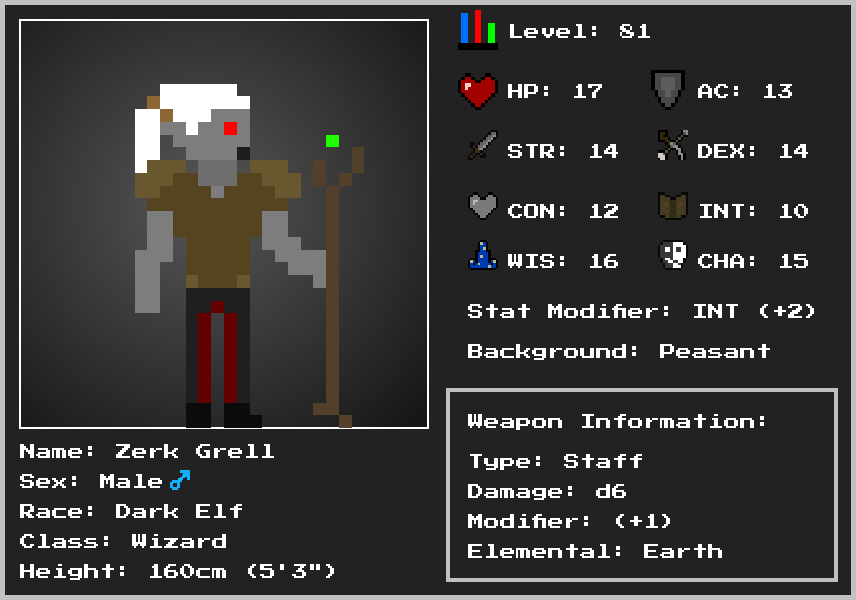 Level: 81
HP: 17 AC: 13
STR: 14 DEX: 14
CON: 12 INT: 10
WIS: 16 CHA: 15
Stat Modifier: INT (+2)
Background: Peasant
Weapon Information:
Type: Staff
Damage: d6
Modifier: (+1)
Elemental: Earth
Name: Zerk Grell
Sex: Male♂
Race: Dark Elf
Class: Wizard
Height: 160cm (5'3")